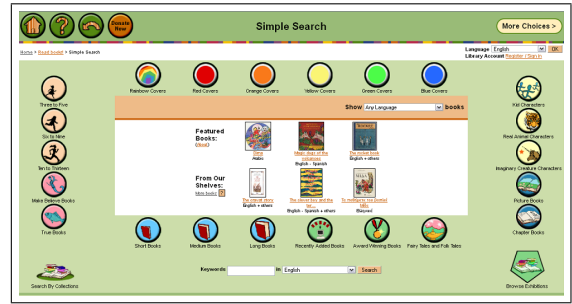 Donate Now
Simple Search
More Choices >
Home > Read books! > Simple Search
Language English OK
Library Account Register / Sign in
Rainbow Covers
Red Covers
Orange Covers
Yellow Covers
Green Covers
Blue Covers
Three to Five
Six to Nine
Ten to Thirteen
Make Believe Books
True Books
Search By Collections
Show Any Language books
Featured
Books:
Arabic
English - Spanish
English + others
From Our
Shelves:
English + others
English - Spanish + others
Kid Characters
Real Animal Characters
Imaginary Creature Characters
Picture Books
Chapter Books
Browse Exhibitions
Short Books
Medium Books
Long Books
Recently Added Books
Award Winning Books
Fairy Tales and Folk Tales
Keywords in English Search